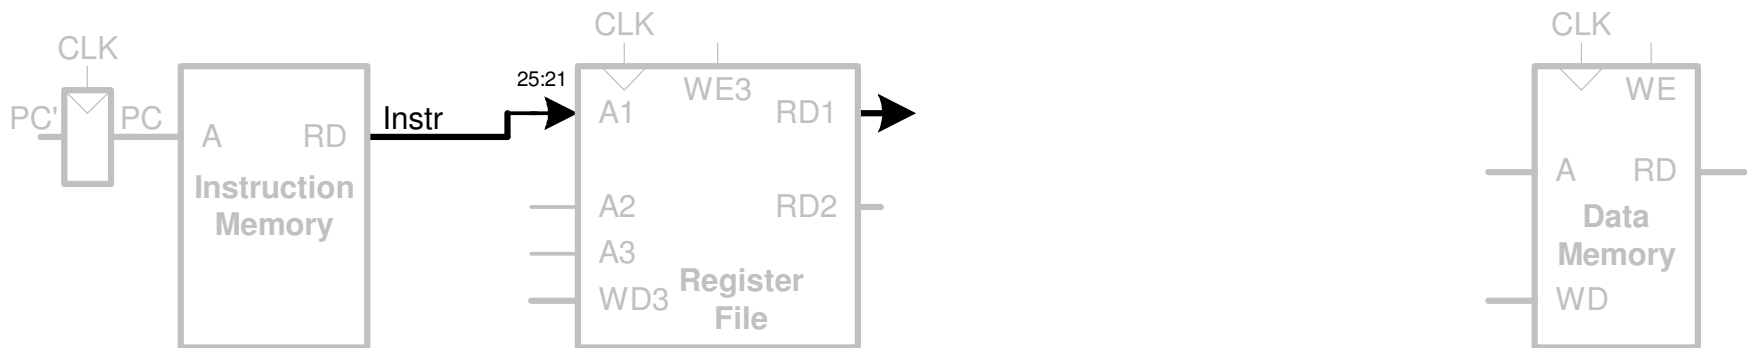 CLK
PC'
PC
A
RD
Instruction
Memory
Instr
25:21
CLK
WE3
A1
RD1
A2
RD2
A3
WD3
Register
File
CLK
WE
A
RD
Data
Memory
WD